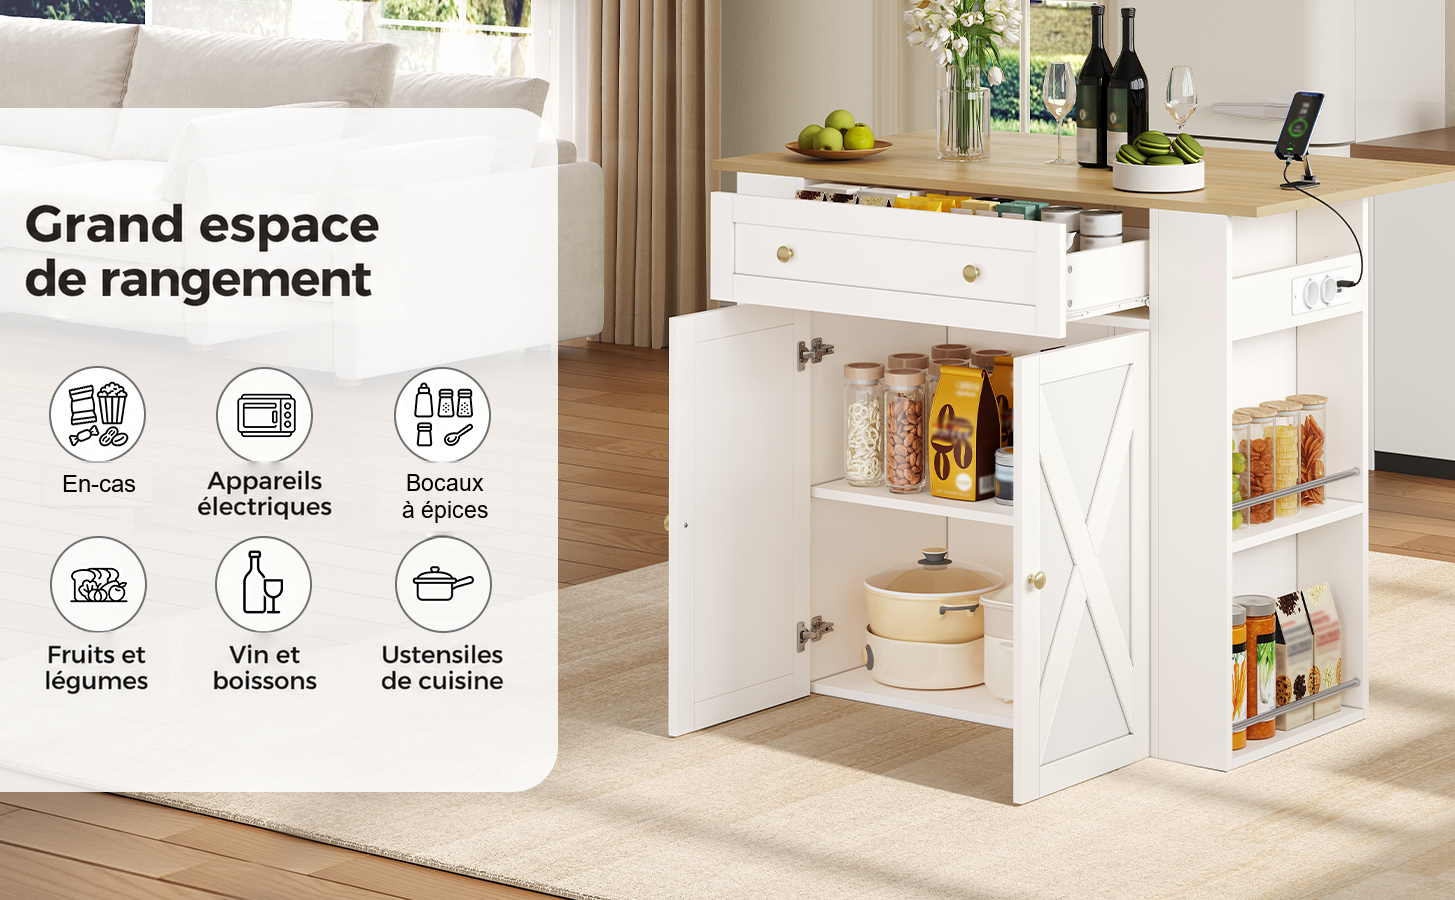 Grand espace
de rangement
En-cas
Appareils
électriques
Bocaux
à épices
Fruits et
légumes
Vin et
boissons
Ustensiles
de cuisine